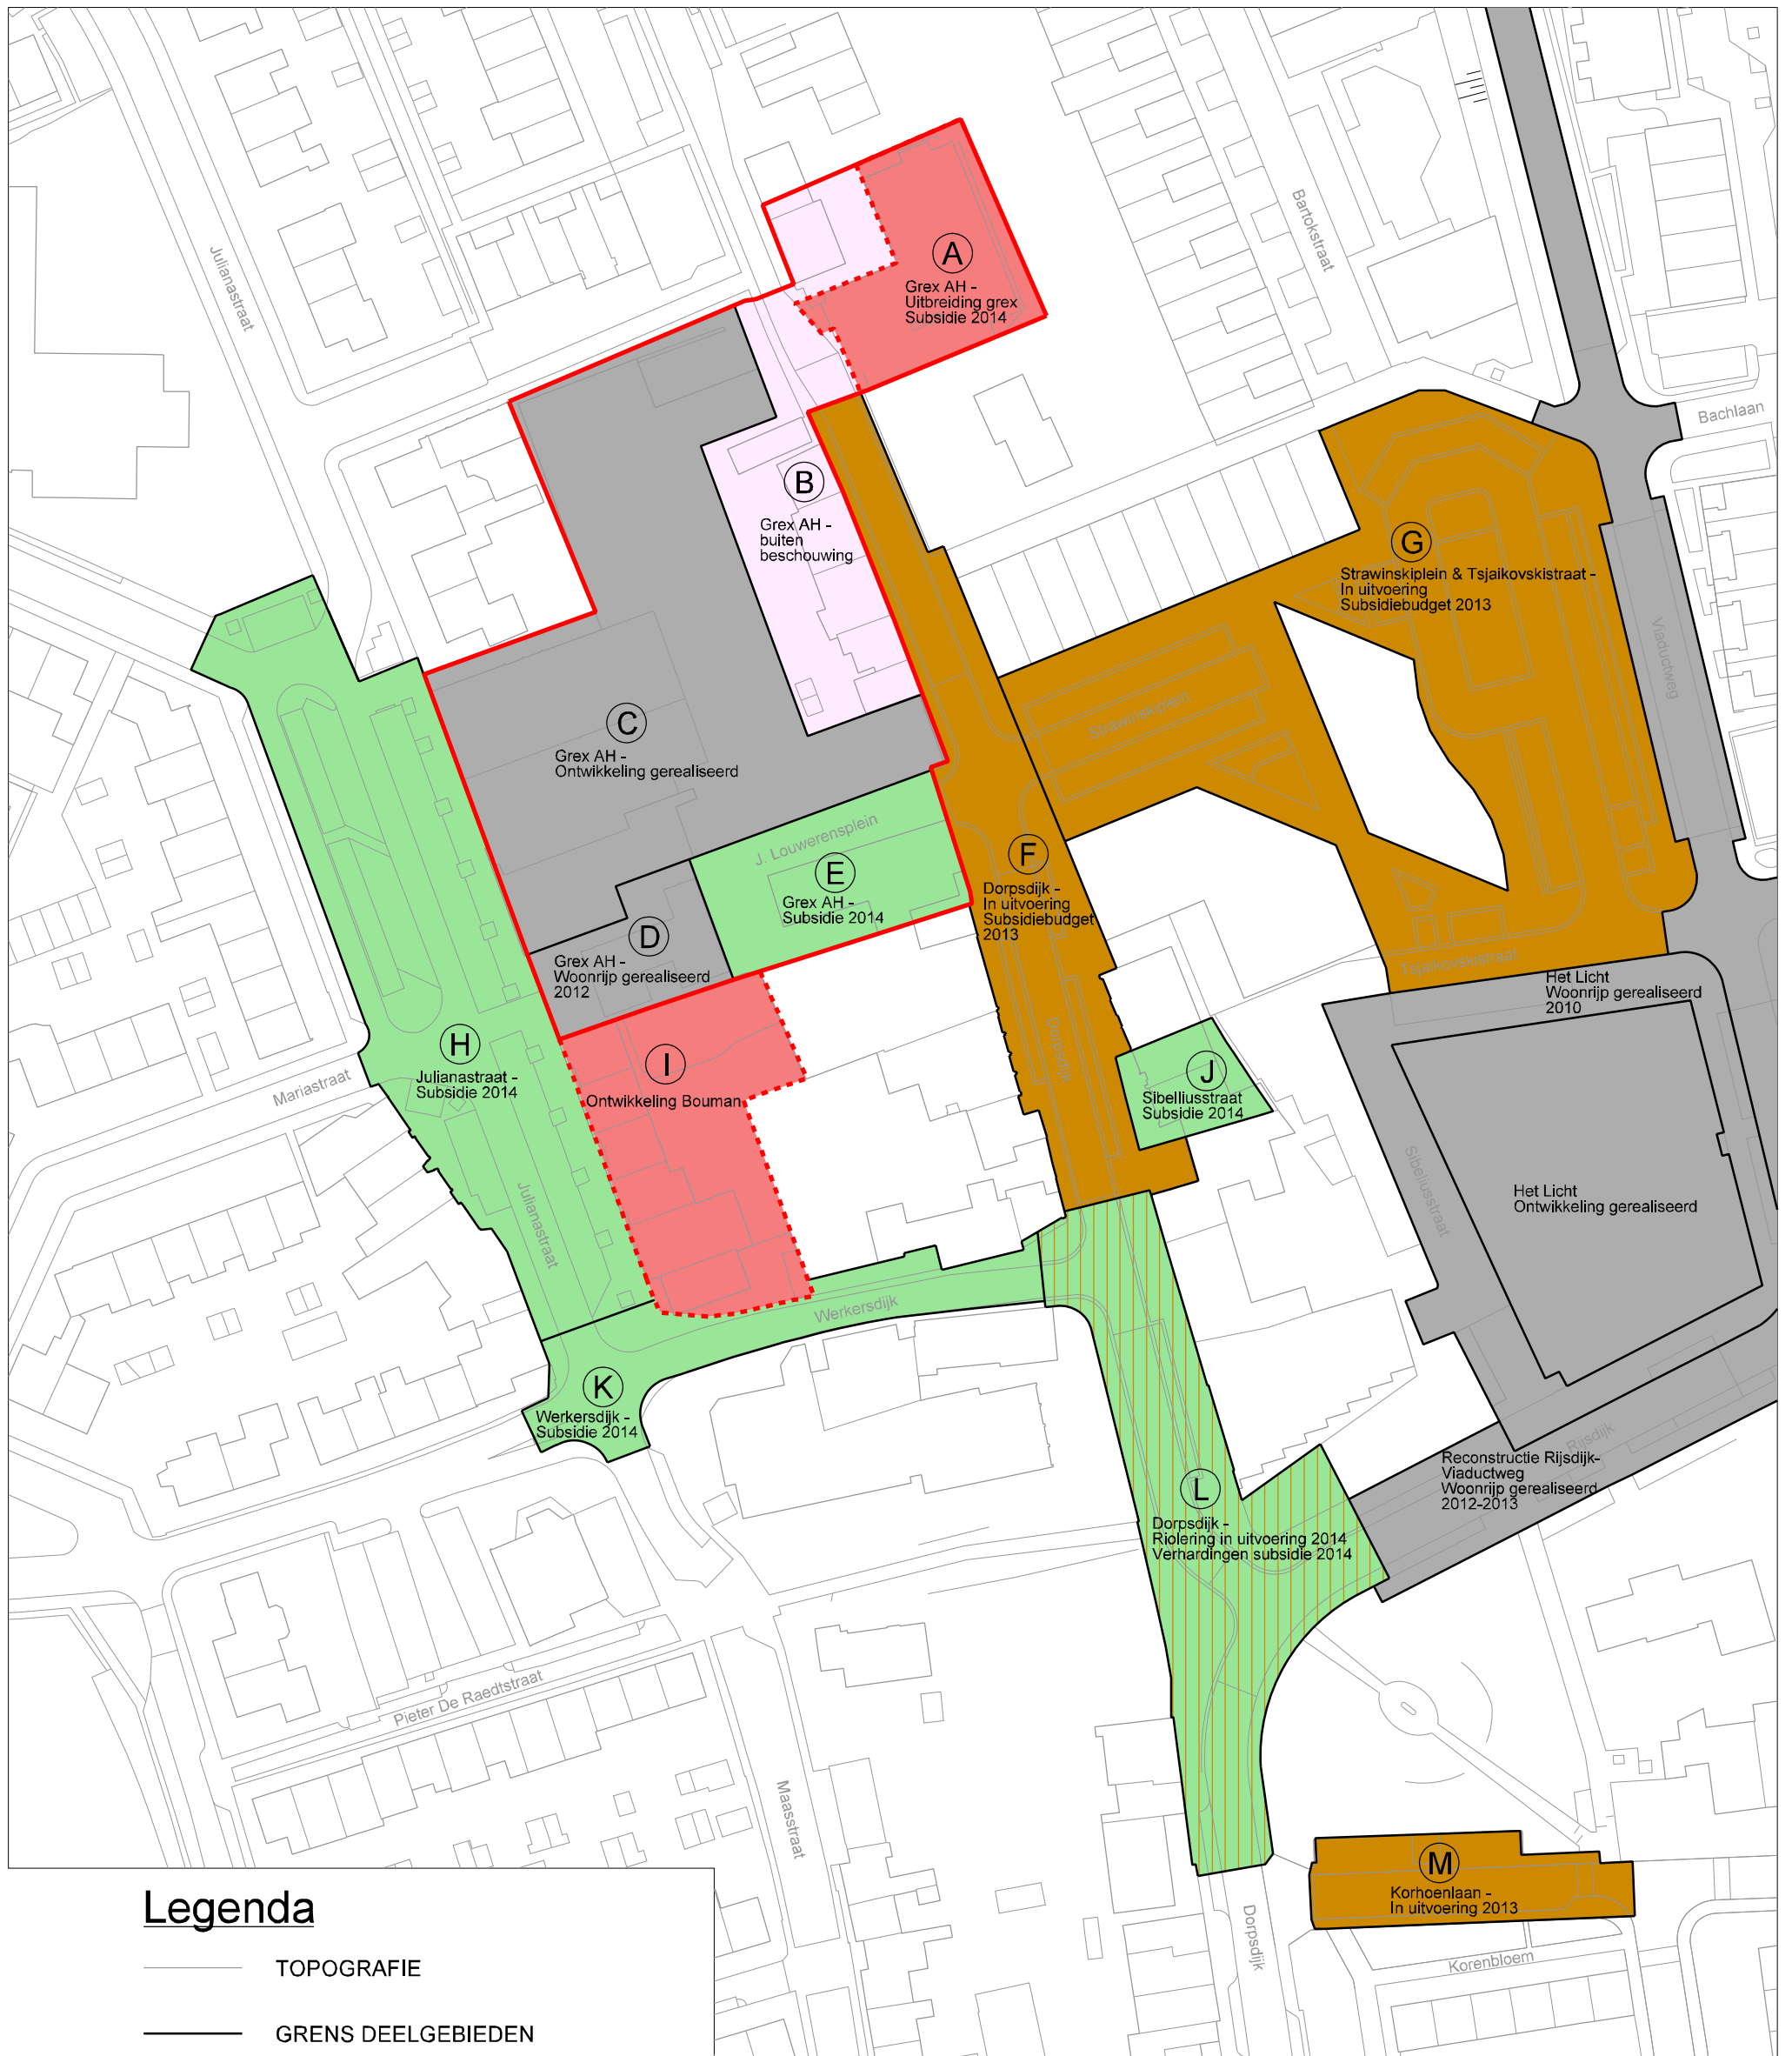 Julianastraat
Bartokstraat
A
Grex AH -
Uitbreiding grex
Subsidie 2014
Bachlaan
B
Grex AH -
buiten
beschouwing
G
Strawinskiplein & Tsjaikovskistraat -
In uitvoering
Subsidiebudget 2013
Viaductweg
Strawinskiplein
C
Grex AH -
Ontwikkeling gerealiseerd
J. Louwerensplein
E
Grex AH -
Subsidie 2014
F
Dorpsdijk -
In uitvoering
Subsidiebudget
2013
D
Grex AH -
Woonrijp gerealiseerd
2012
Tsjaikovskistraat
Het Licht
Woonrijp gerealiseerd
2010
H
Julianastraat -
Subsidie 2014
Mariastraat
I
Ontwikkeling Bouman
Dorpsdijk
J
Sibelliusstraat
Subsidie 2014
Sibeliusstraat
Het Licht
Ontwikkeling gerealiseerd
Julianastraat
Werkersdijk
K
Werkersdijk -
Subsidie 2014
Rijsdijk
Reconstructie Rijsdijk-
Viaductweg
Woonrijp gerealiseerd
2012-2013
L
Dorpsdijk -
Riolering in uitvoering 2014
Verhardingen subsidie 2014
Pieter De Raedtstraat
Maasstraat
M
Korhoenlaan -
In uitvoering 2013
Dorpsdijk
Korenbloem
Legenda
TOPOGRAFIE
GRENS DEELGEBIEDEN